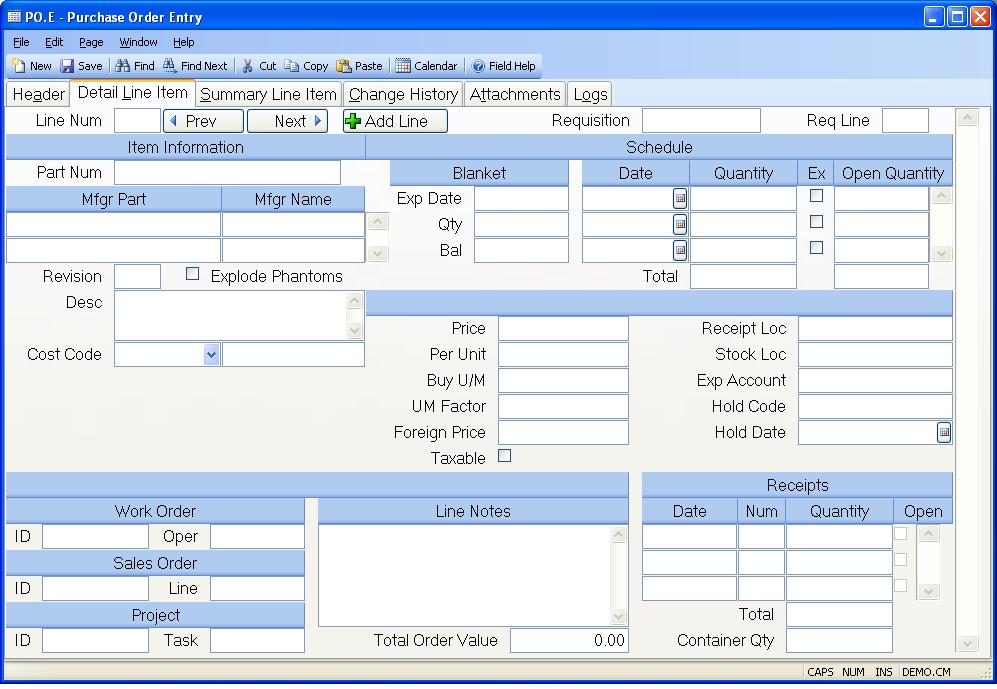 PO.E - Purchase Order Entry
File Edit Page Window Help
New Save Find Find Next Cut Copy Paste Calendar Field Help
Header Detail Line Item Summary Line Item Change History Attachments Logs
Line Num Prev Next Add Line Requisition Req Line
Item Information Schedule
Part Num Blanket Date Quantity Ex Open Quantity
Mfgr Part Mfgr Name Exp Date
Qty
Bal
Revision Explode Phantoms Total
Desc
Price Receipt Loc
Cost Code Per Unit Stock Loc
Buy U/M Exp Account
UM Factor Hold Code
Foreign Price Hold Date
Taxable
Receipts
Work Order Line Notes Date Num Quantity Open
ID Oper
Sales Order
ID Line
Project Total
ID Task Total Order Value 0.00 Container Qty
CAPS NUM INS DEMO.CM